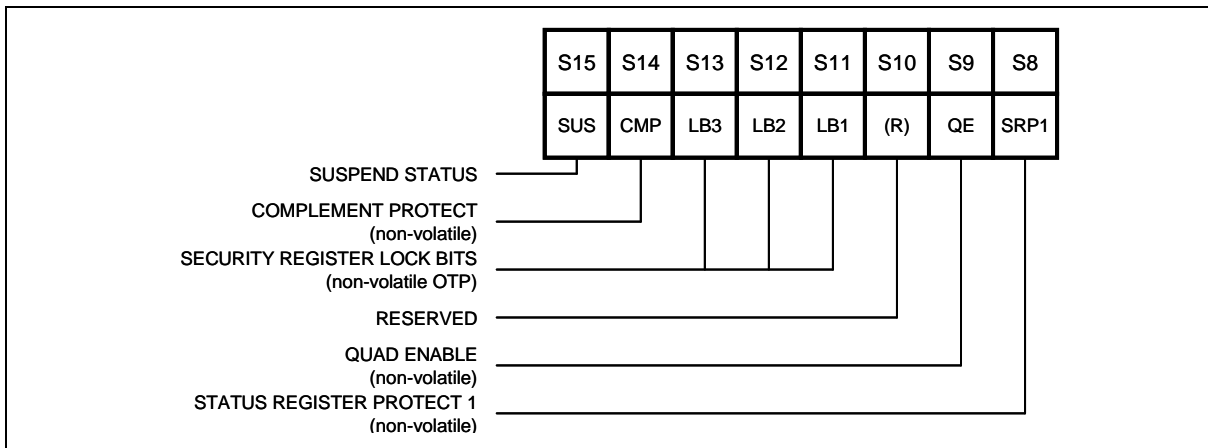 S15 S14 S13 S12 S11 S10 S9 S8
SUS CMP LB3 LB2 LB1 (R) QE SRP1
SUSPEND STATUS
COMPLEMENT PROTECT
(non-volatile)
SECURITY REGISTER LOCK BITS
(non-volatile OTP)
RESERVED
QUAD ENABLE
(non-volatile)
STATUS REGISTER PROTECT 1
(non-volatile)